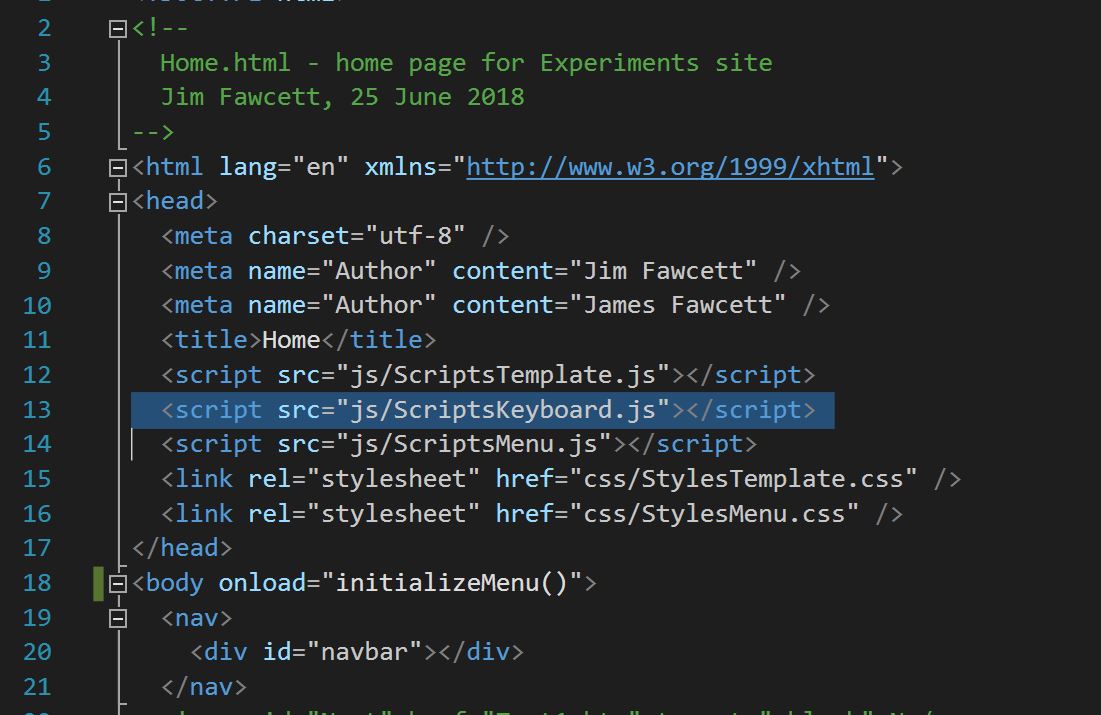 2 <!--
3 Home.html - home page for Experiments site
4 Jim Fawcett, 25 June 2018
5 -->
6 <html lang="en" xmlns="http://www.w3.org/1999/xhtml">
7 <head>
8 <meta charset="utf-8" />
9 <meta name="Author" content="Jim Fawcett" />
10 <meta name="Author" content="James Fawcett" />
11 <title>Home</title>
12 <script src="js/ScriptsTemplate.js"></script>
13 <script src="js/ScriptsKeyboard.js"></script>
14 <script src="js/ScriptsMenu.js"></script>
15 <link rel="stylesheet" href="css/StylesTemplate.css" />
16 <link rel="stylesheet" href="css/StylesMenu.css" />
17 </head>
18 <body onload="initializeMenu()">
19 <nav>
20 <div id="navbar"></div>
21 </nav>